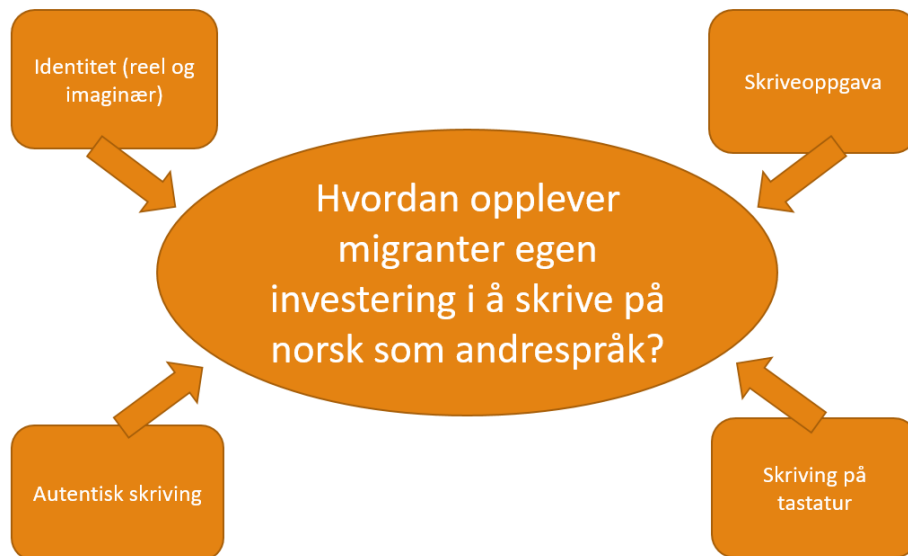 Identitet (reel og
imaginær)
Skriveoppgava
Hvordan opplever
migranter egen
investering i å skrive på
norsk som andrespråk?
Autentisk skriving
Skriving på
tastatur